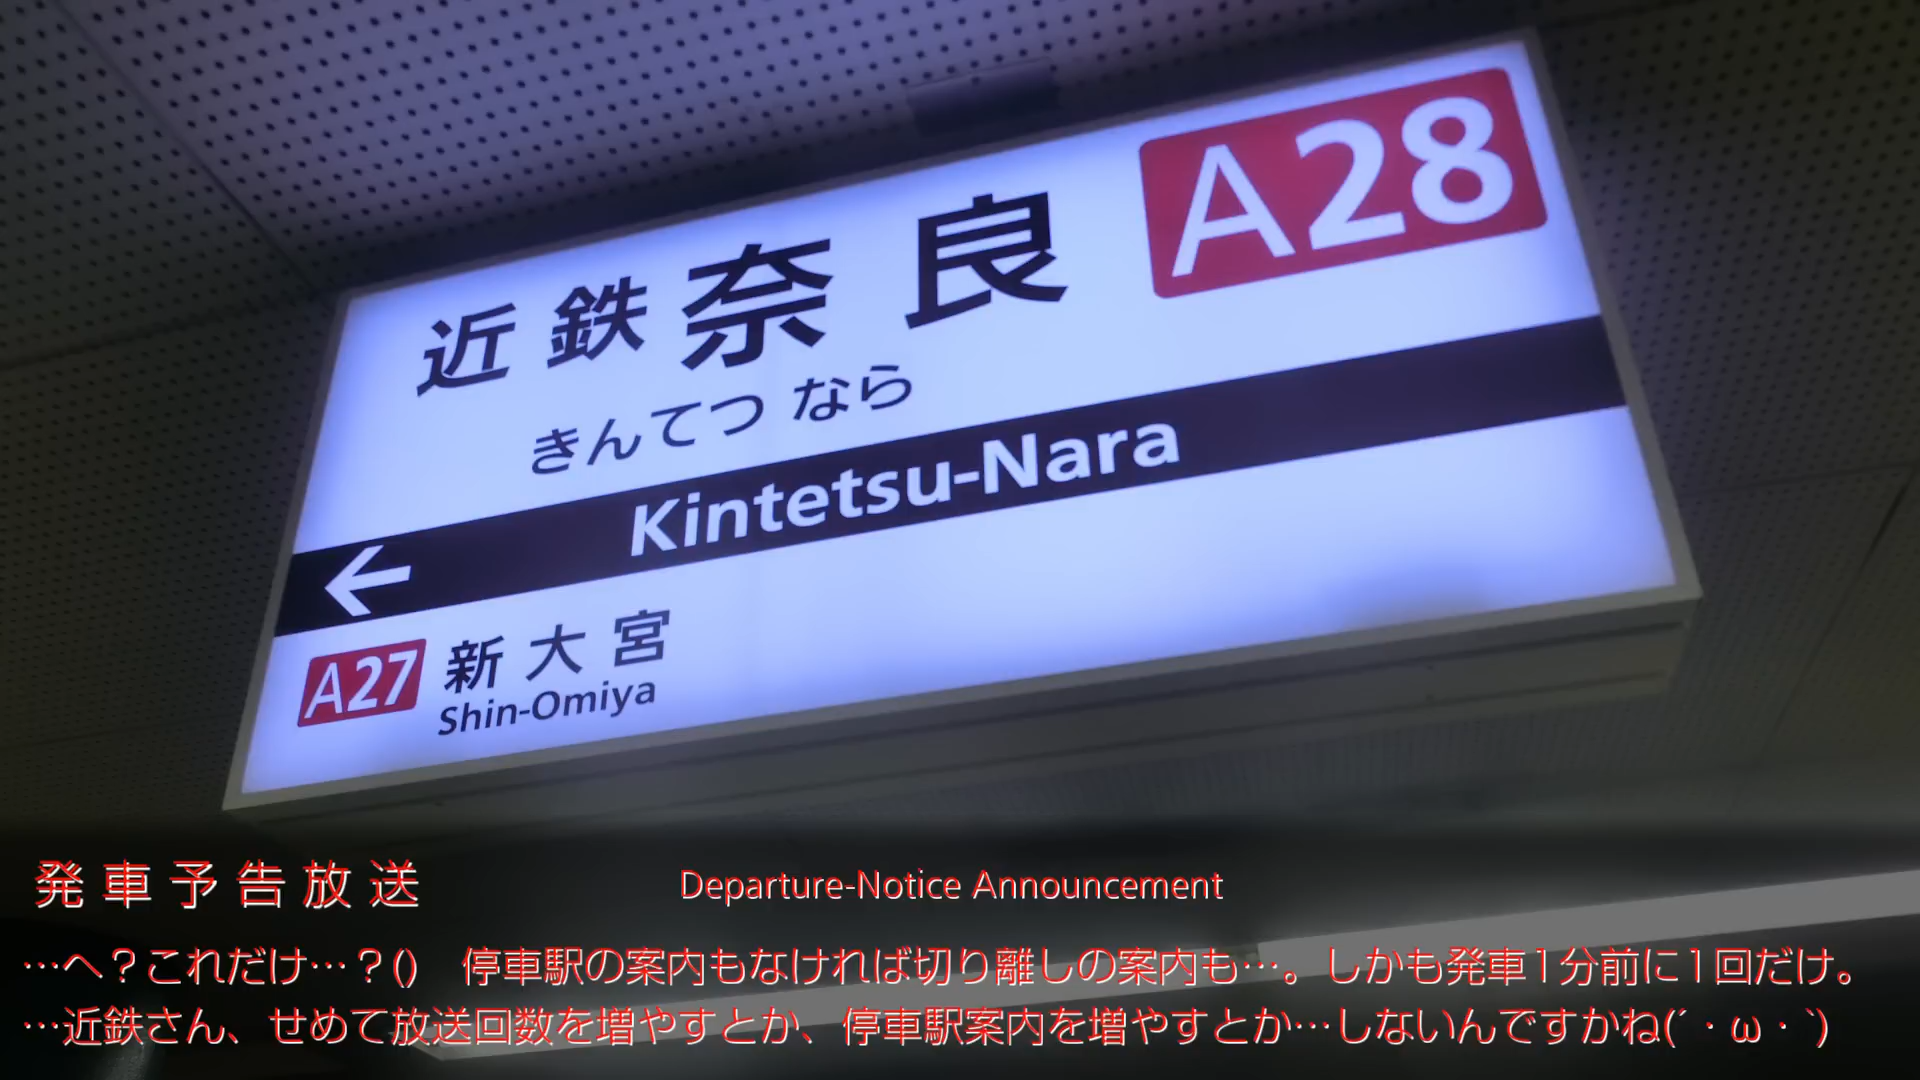 近鉄奈良 A28
きんてつ なら
Kintetsu-Nara
←
A27 新大宮
Shin-Omiya
発車予告放送 Departure-Notice Announcement
…へ？これだけ…？() 停車駅の案内もなければ切り離しの案内も…。しかも発車1分前に1回だけ。
…近鉄さん、せめて放送回数を増やすとか、停車駅案内を増やすとか…しないんですかね(´・ω・`)